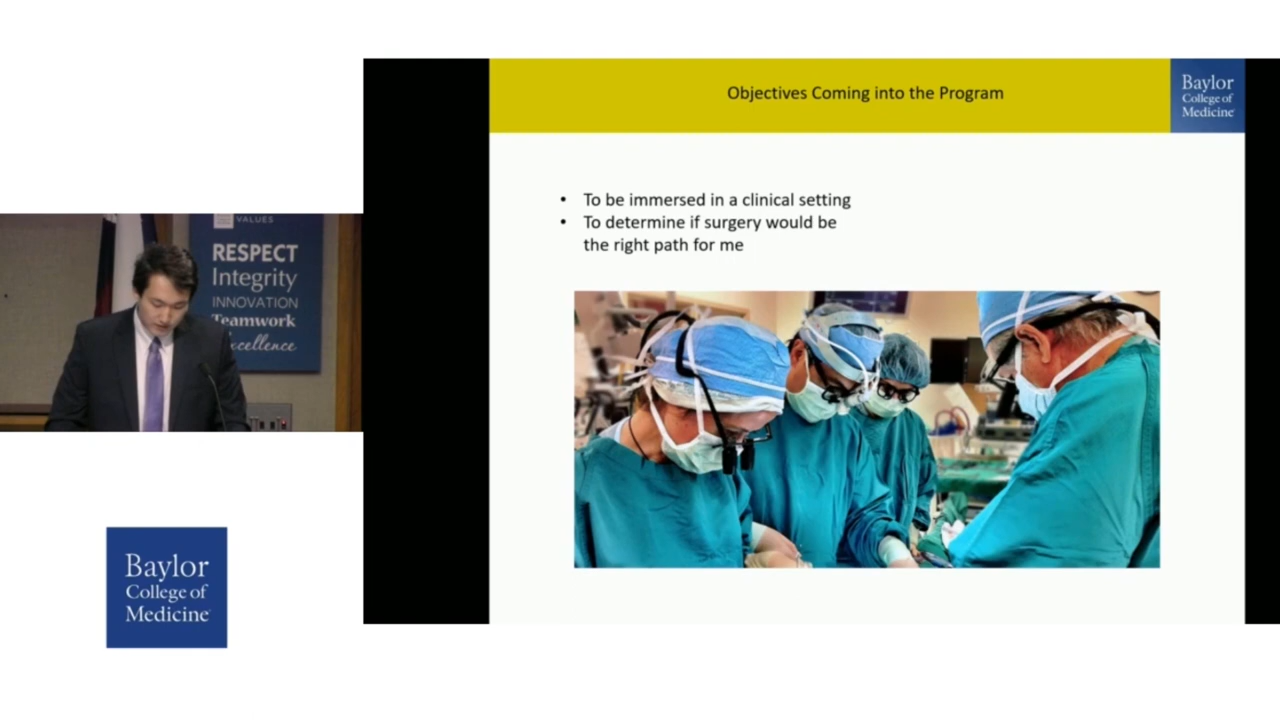 Objectives Coming into the Program
Baylor
College of
Medicine
• To be immersed in a clinical setting
• To determine if surgery would be
the right path for me
VALUES
RESPECT
Integrity
INNOVATION
Teamwork
Baylor
College of
Medicine